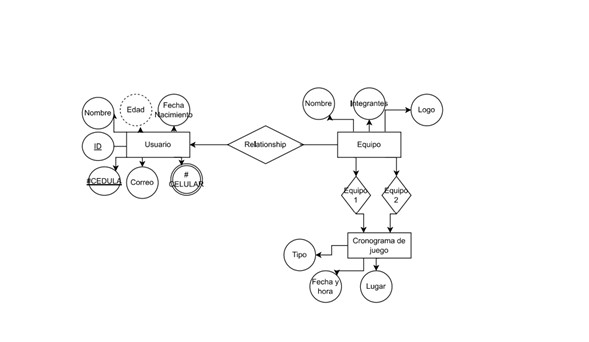 Nombre
Edad
Fecha
Nacimiento
Nombre
Integrantes
Logo
ID
Usuario
Relationship
Equipo
#CEDULA
Correo
#
CELULAR
Equipo
1
Equipo
2
Cronograma de
juego
Tipo
Fecha y
hora
Lugar